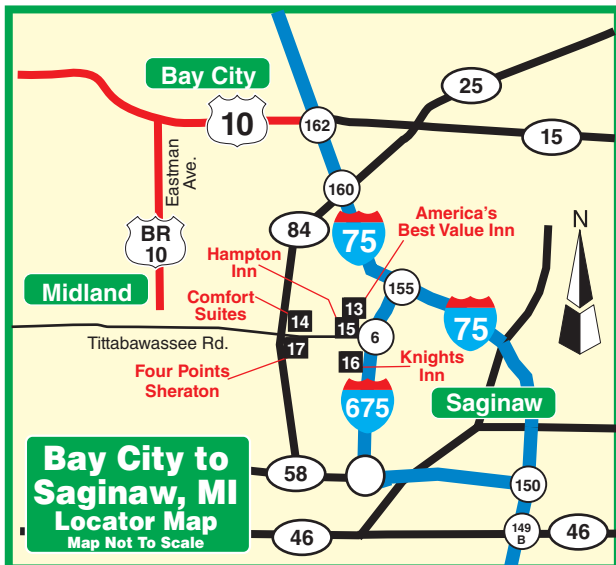 Bay City
25
10
162
15
Eastman
Ave.
160
America's
Best Value Inn
N
84
75
BR
10
Hampton
Inn
155
Midland
Comfort
Suites
13
14
15
75
6
Tittabawassee Rd.
17
16
Knights
Inn
Four Points
Sheraton
675
Saginaw
Bay City to
Saginaw, MI
Locator Map
Map Not To Scale
58
150
46
149
B
46